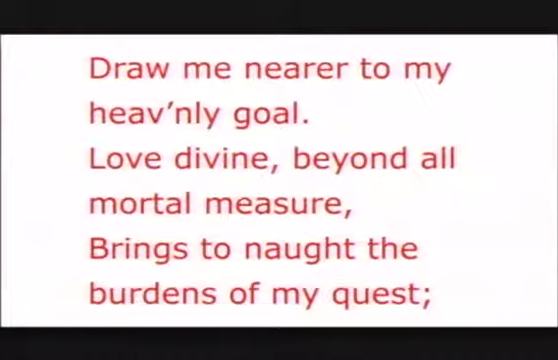 Draw me nearer to my
heav’nly goal.
Love divine, beyond all
mortal measure,
Brings to naught the
burdens of my quest;